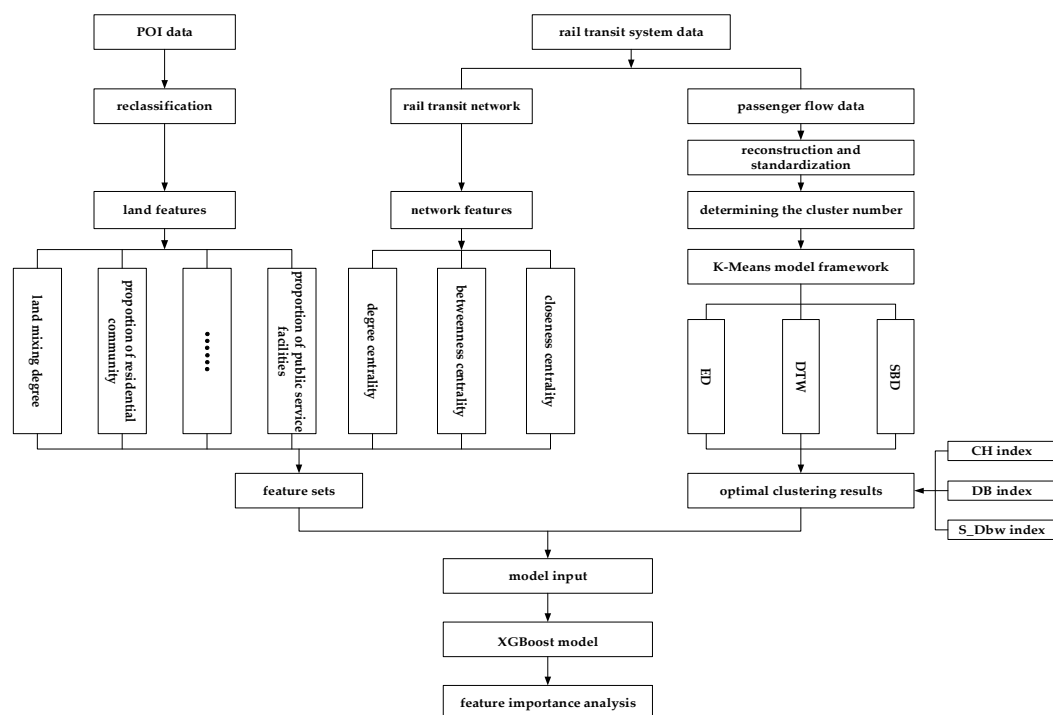 POI data
rail transit system data
reclassification
rail transit network
passenger flow data
reconstruction and
standardization
land features
network features
determining the cluster number
K-Means model framework
land mixing degree
proportion of residential
community
······
proportion of public service
facilities
degree centrality
betweenness centrality
closeness centrality
ED
DTW
SBD
CH index
feature sets
optimal clustering results
DB index
S_Dbw index
model input
XGBoost model
feature importance analysis